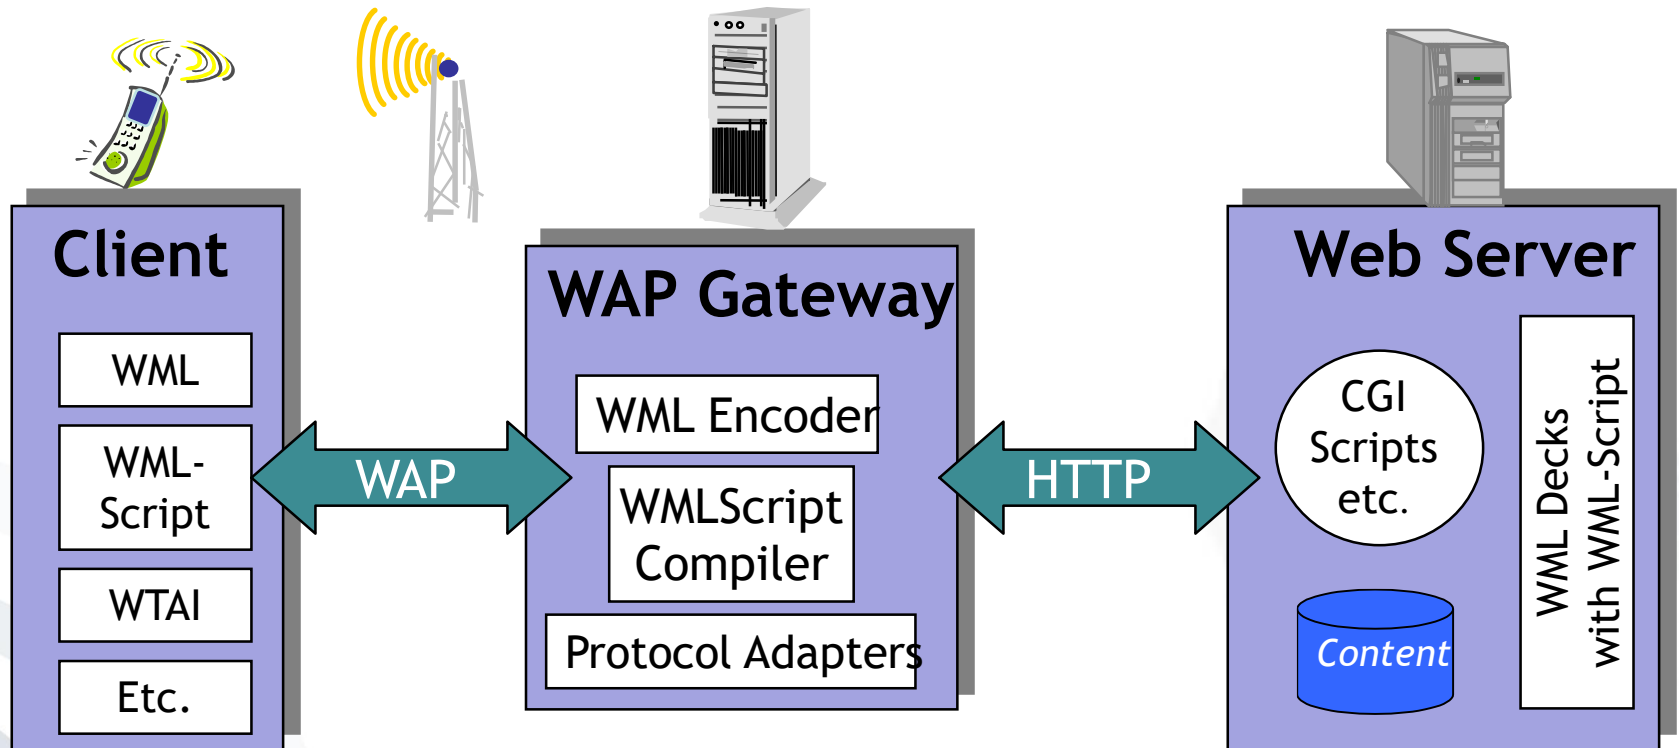 Client
WML
WML-
Script
WTAI
Etc.
WAP
WAP Gateway
WML Encoder
WMLScript
Compiler
Protocol Adapters
HTTP
Web Server
CGI
Scripts
etc.
Content
WML Decks
with WML-Script